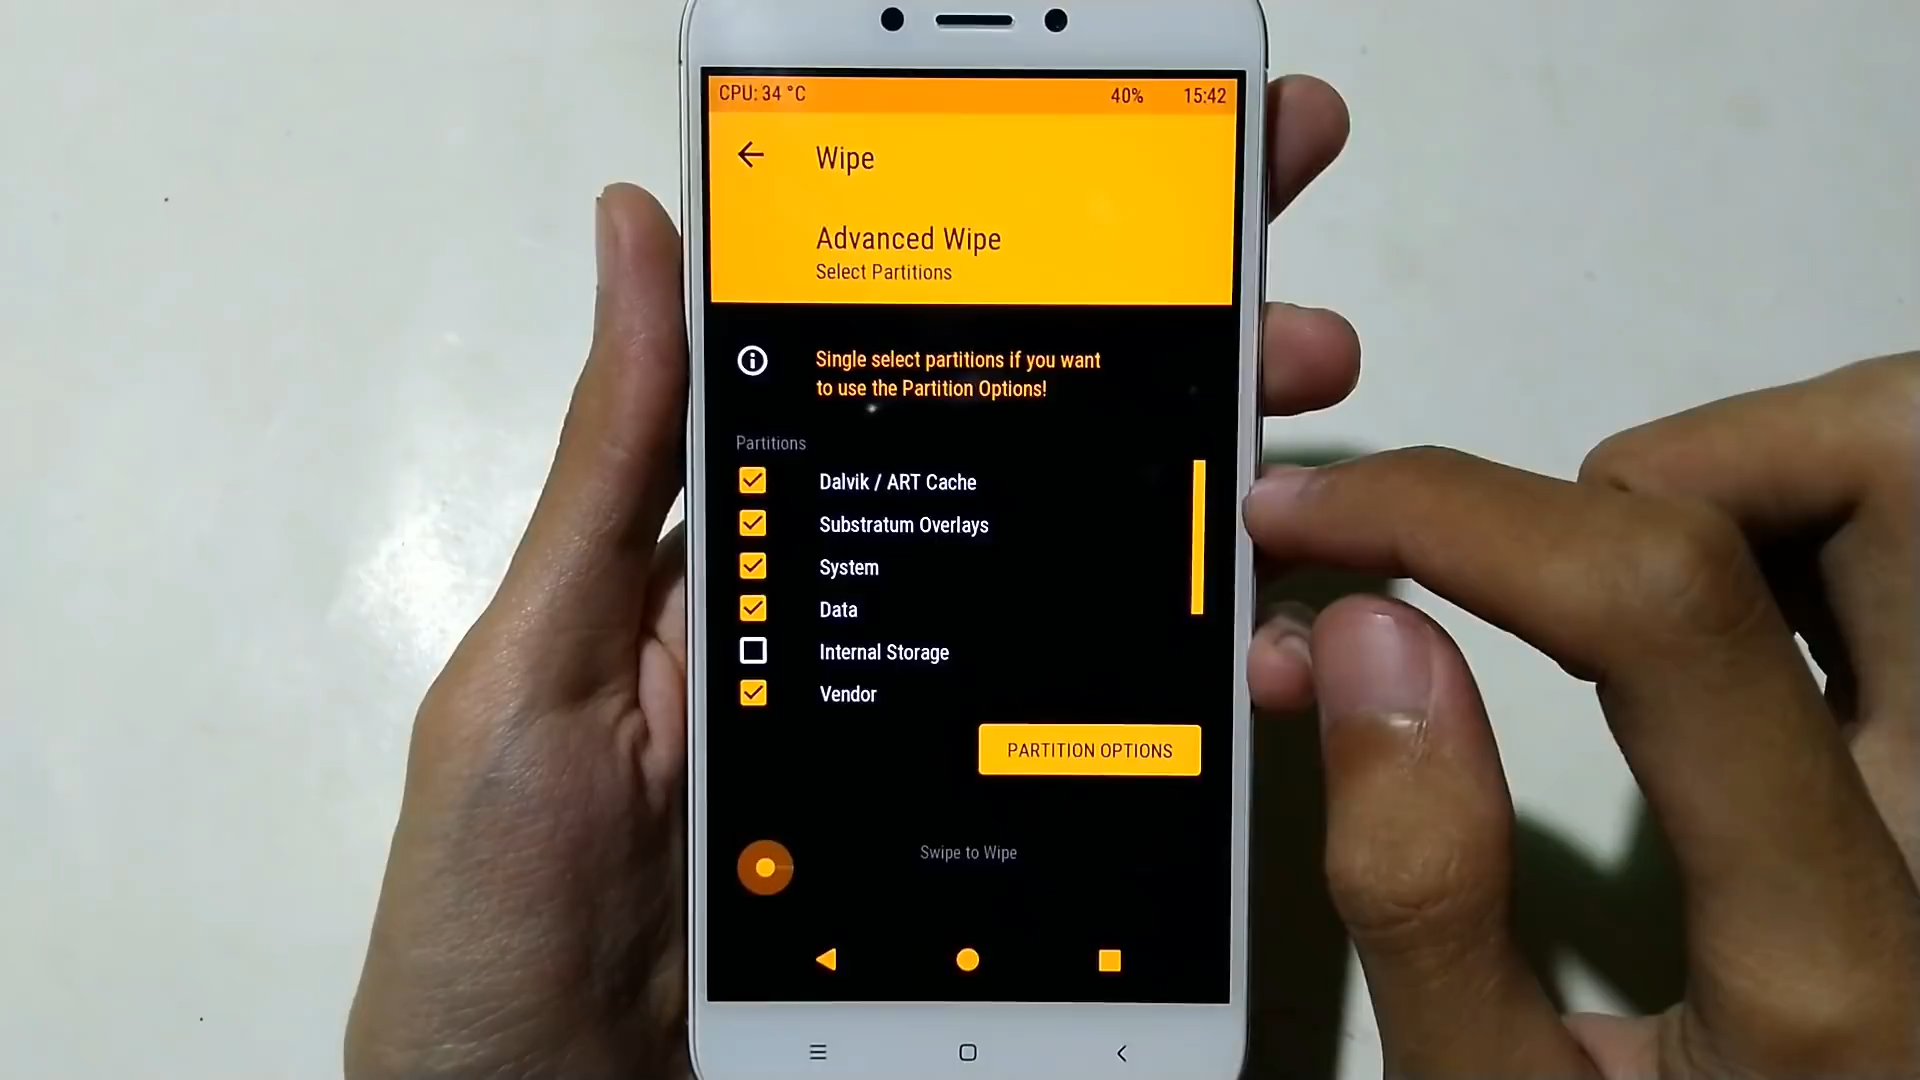 CPU: 34 °C 40% 15:42
Wipe
Advanced Wipe
Select Partitions
Single select partitions if you want
to use the Partition Options!
Partitions
Dalvik / ART Cache
Substratum Overlays
System
Data
Internal Storage
Vendor
PARTITION OPTIONS
Swipe to Wipe